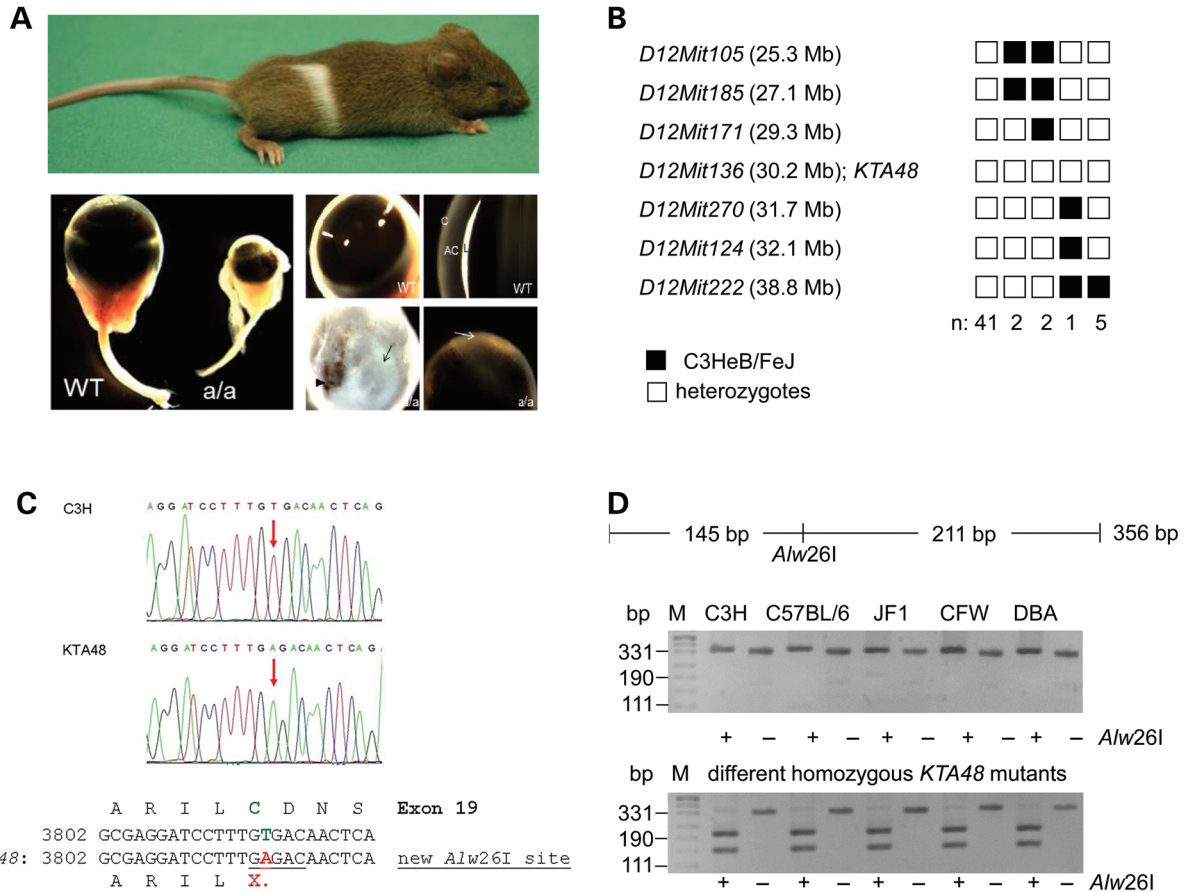 A
WT
a/a
WT
C
AC
L
WT
a/a
a/a
B
D12Mit105 (25.3 Mb)
D12Mit185 (27.1 Mb)
D12Mit171 (29.3 Mb)
D12Mit136 (30.2 Mb); KTA48
D12Mit270 (31.7 Mb)
D12Mit124 (32.1 Mb)
D12Mit222 (38.8 Mb)
n: 41 2 2 1 5
C3HeB/FeJ
heterozygotes
C
C3H
AGGATCCTTTGTGACAACTCAG
KTA48
AGGATCCTTTGAGACAACTCAG
A R I L C D N S Exon 19
3802 GCGAGGATCCTTTGTGACAACTCA
48: 3802 GCGAGGATCCTTTGAGACAACTCA new Alw26I site
A R I L X.
D
145 bp 211 bp 356 bp
Alw26I
bp M C3H C57BL/6 JF1 CFW DBA
331
190
111
+ – + – + – + – + – Alw26I
bp M different homozygous KTA48 mutants
331
190
111
+ – + – + – + – + – Alw26I